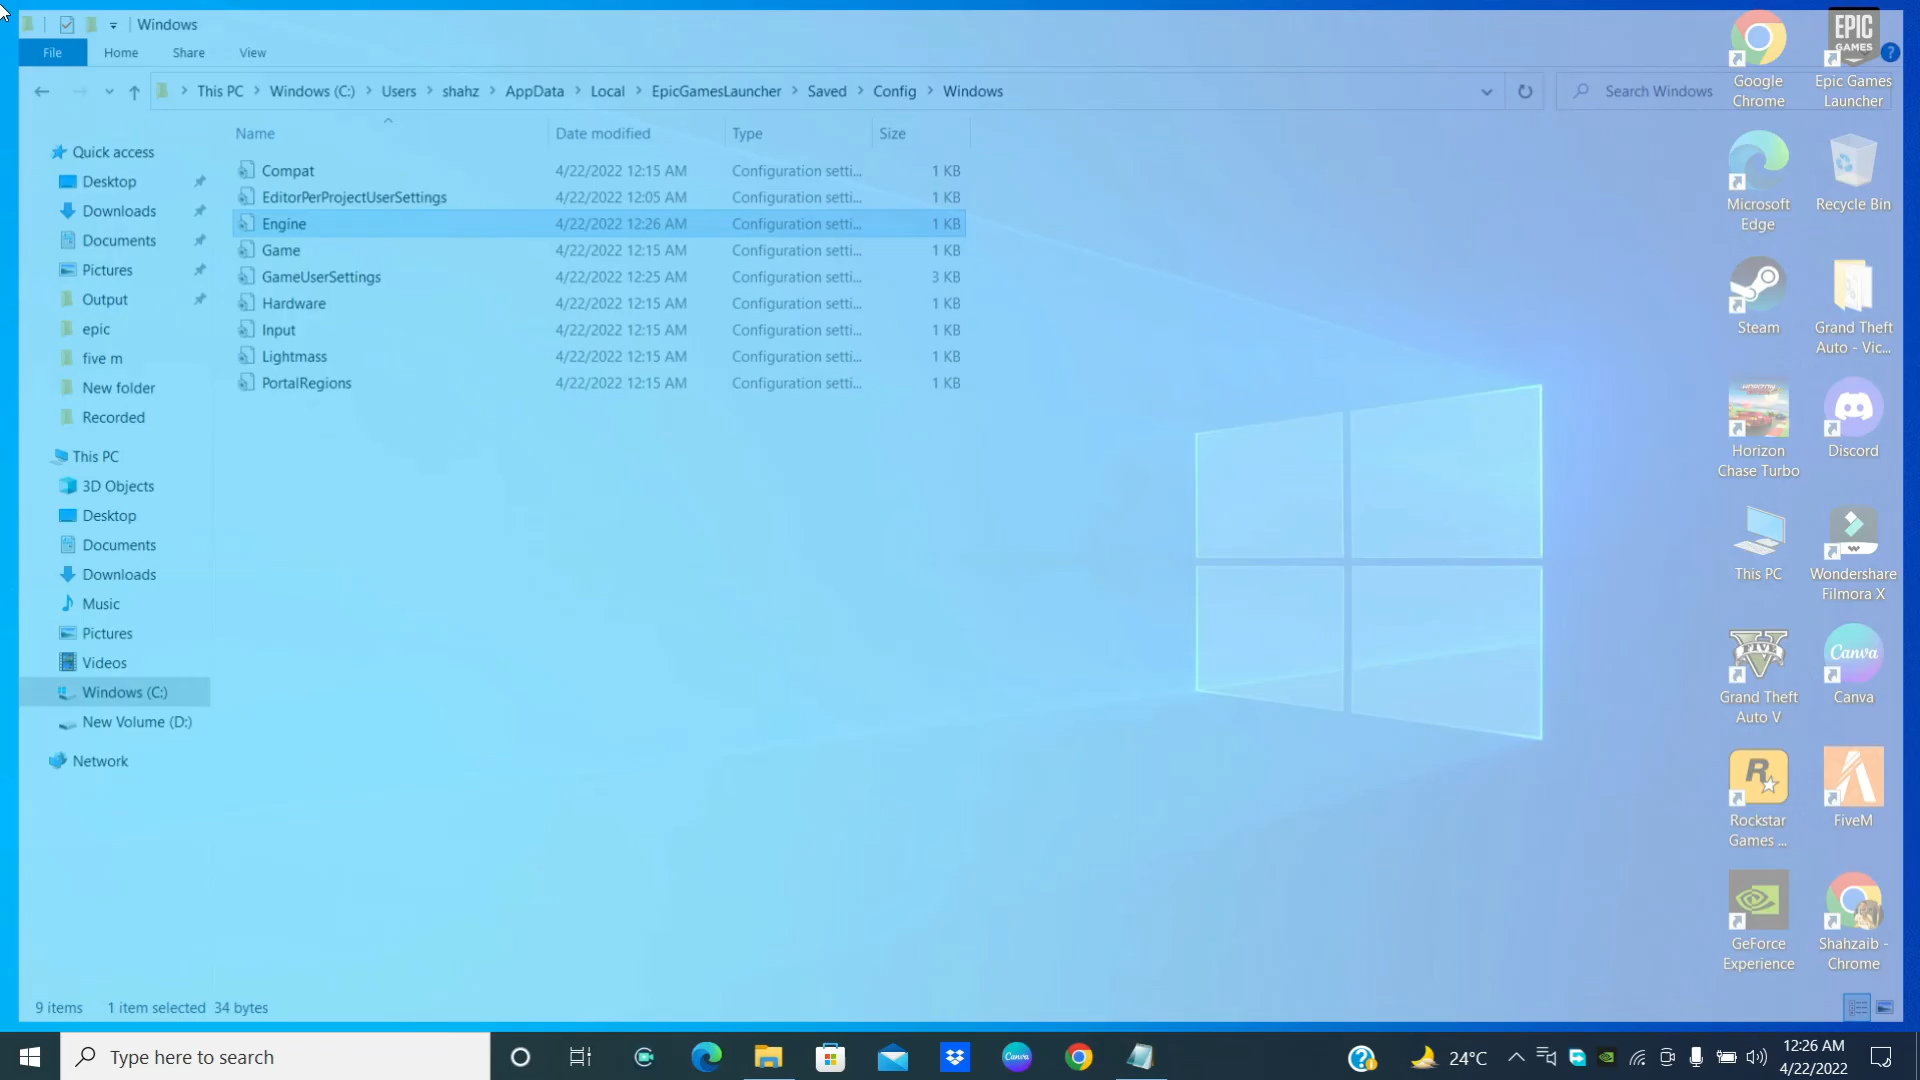 Windows
File Home Share View
This PC Windows (C:) Users shahz AppData Local EpicGamesLauncher Saved Config Windows
Search Windows
Name Date modified Type Size
Compat 4/22/2022 12:15 AM Configuration setti... 1 KB
EditorPerProjectUserSettings 4/22/2022 12:05 AM Configuration setti... 1 KB
Engine 4/22/2022 12:26 AM Configuration setti... 1 KB
Game 4/22/2022 12:15 AM Configuration setti... 1 KB
GameUserSettings 4/22/2022 12:25 AM Configuration setti... 3 KB
Hardware 4/22/2022 12:15 AM Configuration setti... 1 KB
Input 4/22/2022 12:15 AM Configuration setti... 1 KB
Lightmass 4/22/2022 12:15 AM Configuration setti... 1 KB
PortalRegions 4/22/2022 12:15 AM Configuration setti... 1 KB
Quick access
Desktop
Downloads
Documents
Pictures
Output
epic
five m
New folder
Recorded
This PC
3D Objects
Desktop
Documents
Downloads
Music
Pictures
Videos
Windows (C:)
New Volume (D:)
Network
9 items 1 item selected 34 bytes
Google
Chrome
EPIC
GAMES
Epic Games
Launcher
Microsoft
Edge
Recycle Bin
Steam
Grand Theft
Auto - Vic...
Horizon
Chase Turbo
Discord
This PC
Wondershare
Filmora X
FIVE
Grand Theft
Auto V
Canva
Canva
Rockstar
Games ...
FiveM
GeForce
Experience
Shahzaib -
Chrome
Type here to search
Canva
24°C
12:26 AM
4/22/2022